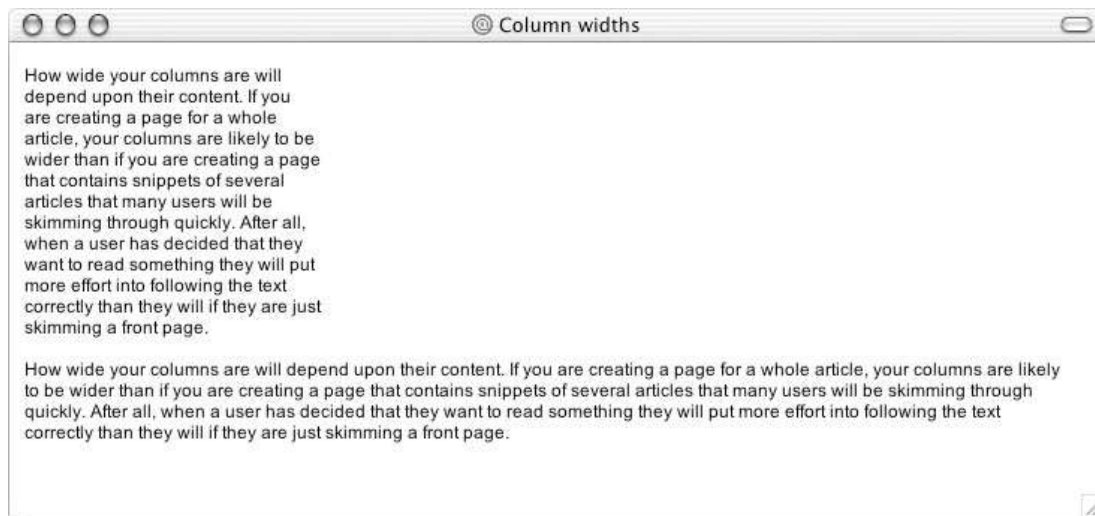 Column widths
How wide your columns are will
depend upon their content. If you
are creating a page for a whole
article, your columns are likely to be
wider than if you are creating a page
that contains snippets of several
articles that many users will be
skimming through quickly. After all,
when a user has decided that they
want to read something they will put
more effort into following the text
correctly than they will if they are just
skimming a front page.
How wide your columns are will depend upon their content. If you are creating a page for a whole article, your columns are likely
to be wider than if you are creating a page that contains snippets of several articles that many users will be skimming through
quickly. After all, when a user has decided that they want to read something they will put more effort into following the text
correctly than they will if they are just skimming a front page.